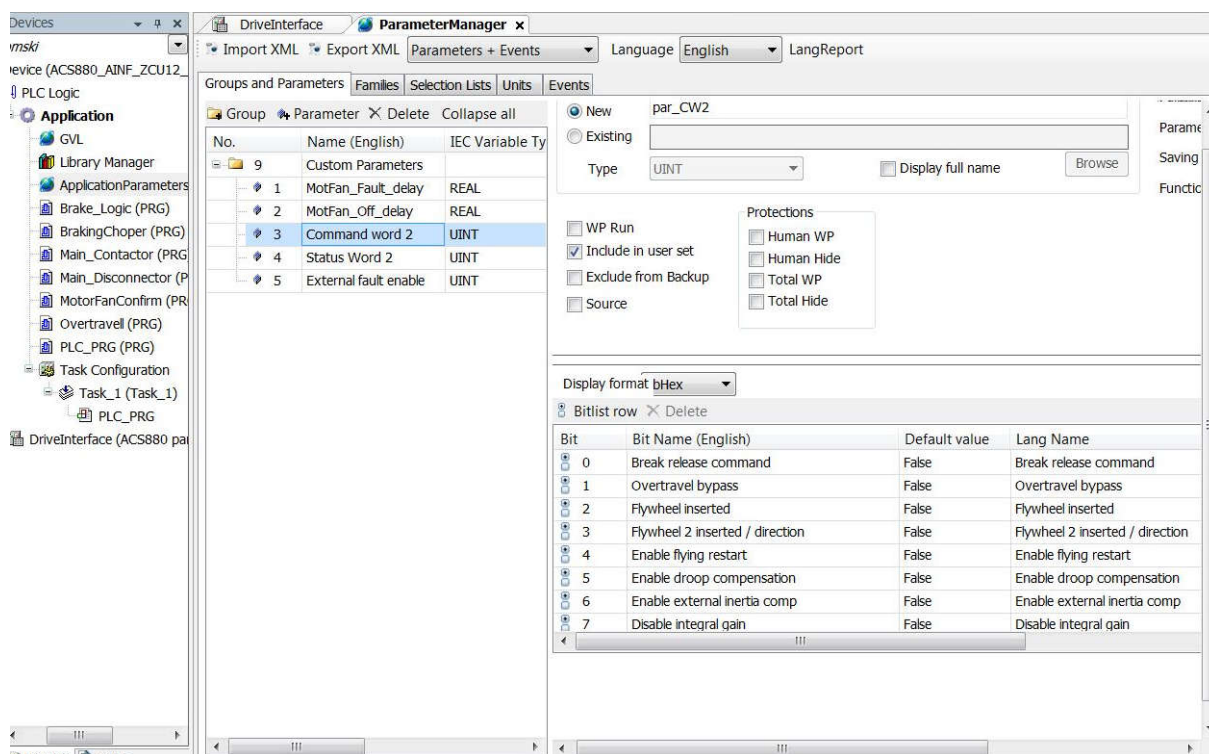 Devices
DriveInterface
ParameterManager x
Import XML Export XML Parameters + Events Language English LangReport
Groups and Parameters Families Selection Lists Units Events
Group Parameter Delete Collapse all
No. Name (English) IEC Variable Ty
9 Custom Parameters
1 MotFan_Fault_delay REAL
2 MotFan_Off_delay REAL
3 Command word 2 UINT
4 Status Word 2 UINT
5 External fault enable UINT
mski
evice (ACS880_AINF_ZCU12_
PLC Logic
Application
GVL
Library Manager
ApplicationParameters
Brake_Logic (PRG)
BrakingChoper (PRG)
Main_Contactor (PRG
Main_Disconnector (P
MotorFanConfirm (PR
Overtravell (PRG)
PLC_PRG (PRG)
Task Configuration
Task_1 (Task_1)
PLC_PRG
DriveInterface (ACS880 pa
New par_CW2
Existing
Type UINT Display full name Browse
Parame
Saving
Functic
WP Run
Include in user set
Exclude from Backup
Source
Protections
Human WP
Human Hide
Total WP
Total Hide
Display format bHex
Bitlist row Delete
Bit Bit Name (English) Default value Lang Name
0 Break release command False Break release command
1 Overtravel bypass False Overtravel bypass
2 Flywheel inserted False Flywheel inserted
3 Flywheel 2 inserted / direction False Flywheel 2 inserted / direction
4 Enable flying restart False Enable flying restart
5 Enable droop compensation False Enable droop compensation
6 Enable external inertia comp False Enable external inertia comp
7 Disable integral gain False Disable integral gain